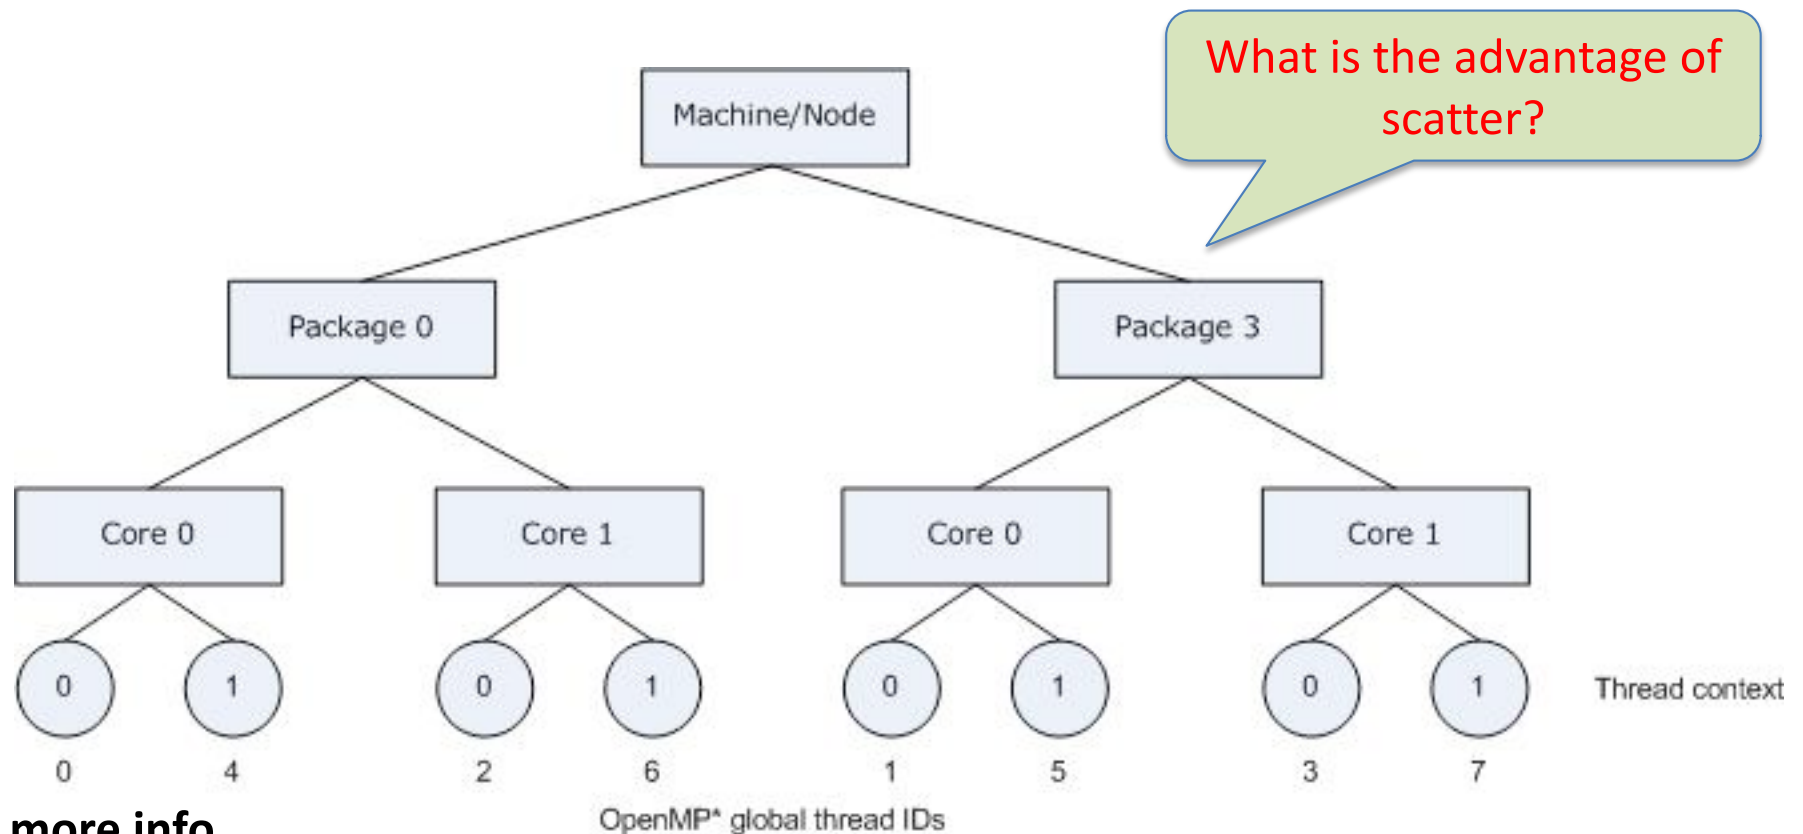 What is the advantage of
scatter?
Machine/Node
Package 0
Package 3
Core 0
Core 1
Core 0
Core 1
0
1
0
1
0
1
0
1
Thread context
0
4
2
6
1
5
3
7
OpenMP* global thread IDs
more info